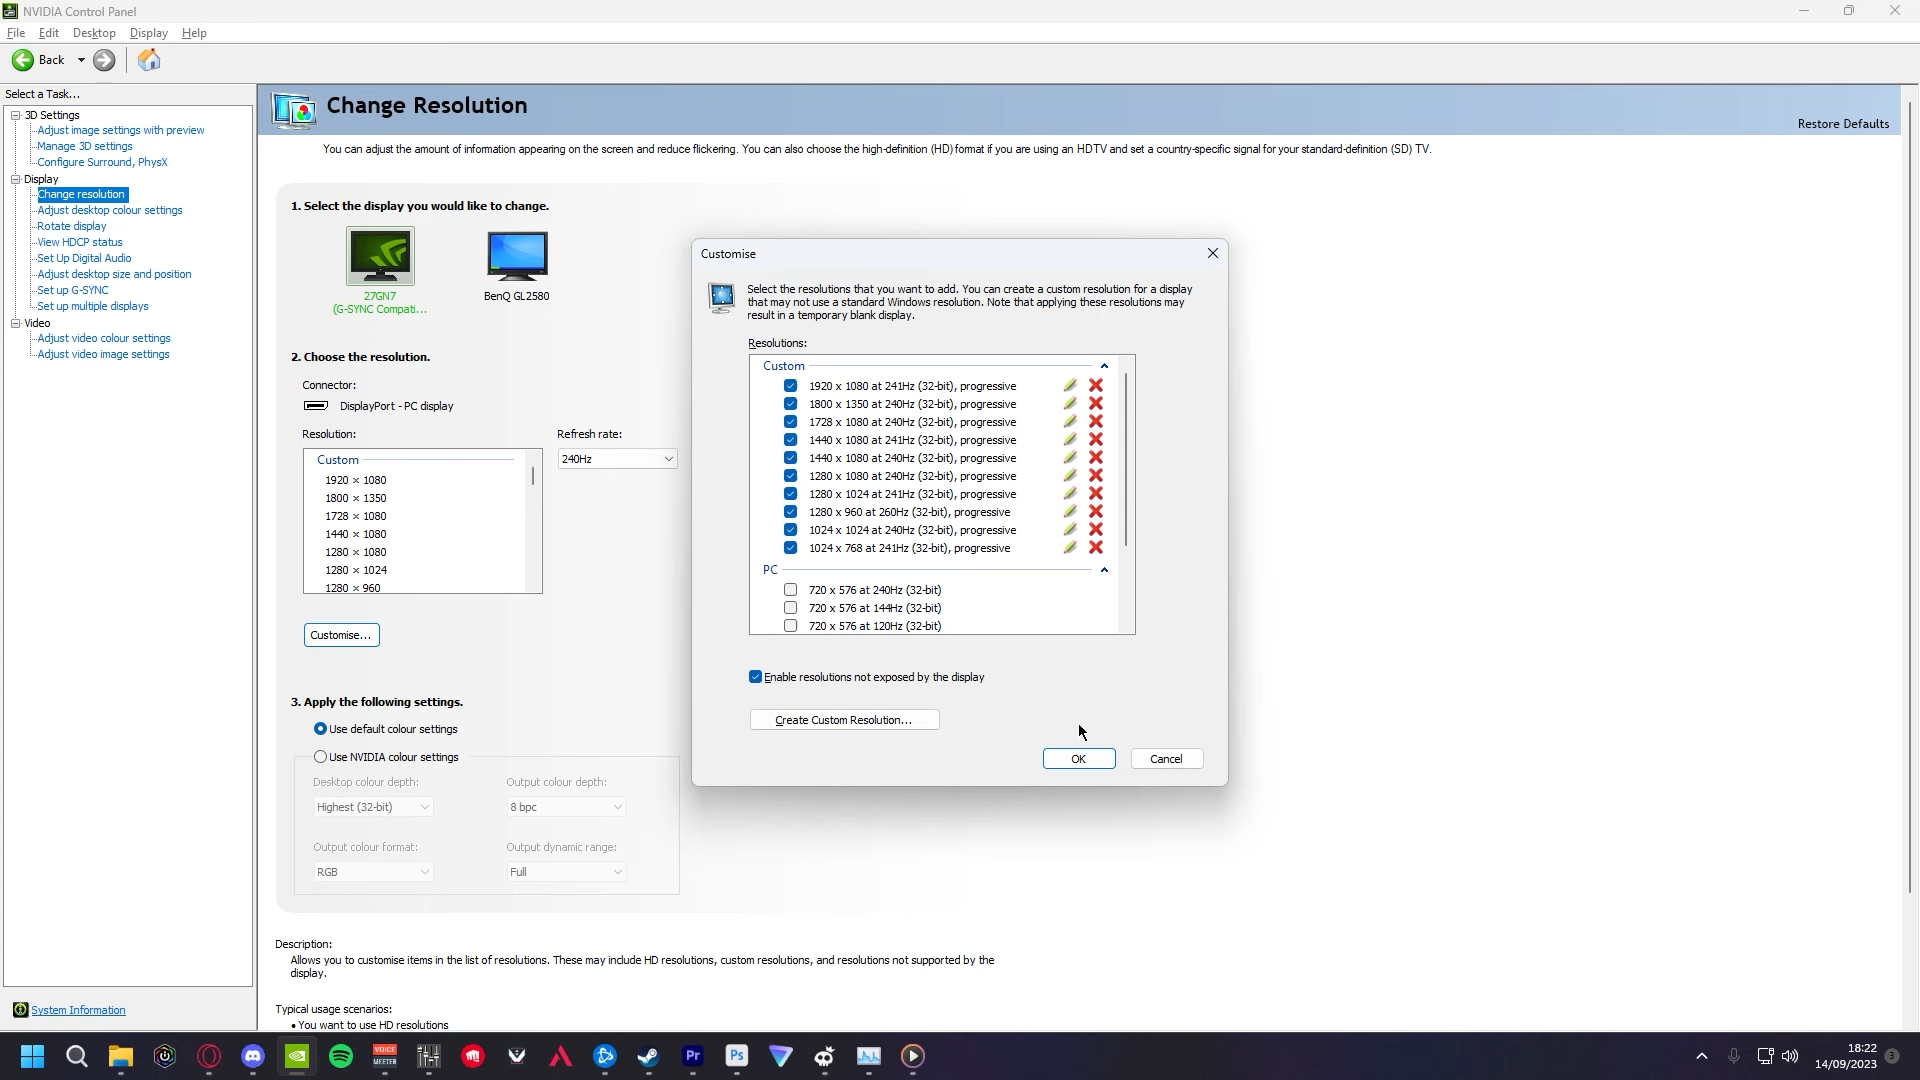 NVIDIA Control Panel
File Edit Desktop Display Help
Back
Select a Task...
3D Settings
Adjust image settings with preview
Manage 3D settings
Configure Surround, PhysX
Display
Change resolution
Adjust desktop colour settings
Rotate display
View HDCP status
Set Up Digital Audio
Adjust desktop size and position
Set up G-SYNC
Set up multiple displays
Video
Adjust video colour settings
Adjust video image settings
System Information
Change Resolution
Restore Defaults
You can adjust the amount of information appearing on the screen and reduce flickering. You can also choose the high-definition (HD) format if you are using an HDTV and set a country-specific signal for your standard-definition (SD) TV.
1. Select the display you would like to change.
27GN7
(G-SYNC Compati...
BenQ GL2580
2. Choose the resolution.
Connector:
DisplayPort - PC display
Resolution:
Refresh rate:
240Hz
Custom
1920 × 1080
1800 × 1350
1728 × 1080
1440 × 1080
1280 × 1080
1280 × 1024
1280 × 960
Customise...
3. Apply the following settings.
Use default colour settings
Use NVIDIA colour settings
Desktop colour depth:
Output colour depth:
Highest (32-bit)
8 bpc
Output colour format:
Output dynamic range:
RGB
Full
Description:
Allows you to customise items in the list of resolutions. These may include HD resolutions, custom resolutions, and resolutions not supported by the
display.
Typical usage scenarios:
• You want to use HD resolutions
Customise
Select the resolutions that you want to add. You can create a custom resolution for a display
that may not use a standard Windows resolution. Note that applying these resolutions may
result in a temporary blank display.
Resolutions:
Custom
1920 x 1080 at 241Hz (32-bit), progressive
1800 x 1350 at 240Hz (32-bit), progressive
1728 x 1080 at 240Hz (32-bit), progressive
1440 x 1080 at 241Hz (32-bit), progressive
1440 x 1080 at 240Hz (32-bit), progressive
1280 x 1080 at 240Hz (32-bit), progressive
1280 x 1024 at 241Hz (32-bit), progressive
1280 x 960 at 260Hz (32-bit), progressive
1024 x 1024 at 240Hz (32-bit), progressive
1024 x 768 at 241Hz (32-bit), progressive
PC
720 x 576 at 240Hz (32-bit)
720 x 576 at 144Hz (32-bit)
720 x 576 at 120Hz (32-bit)
Enable resolutions not exposed by the display
Create Custom Resolution...
OK
Cancel
VOICE
MEETER
Pr
Ps
18:22
14/09/2023
3